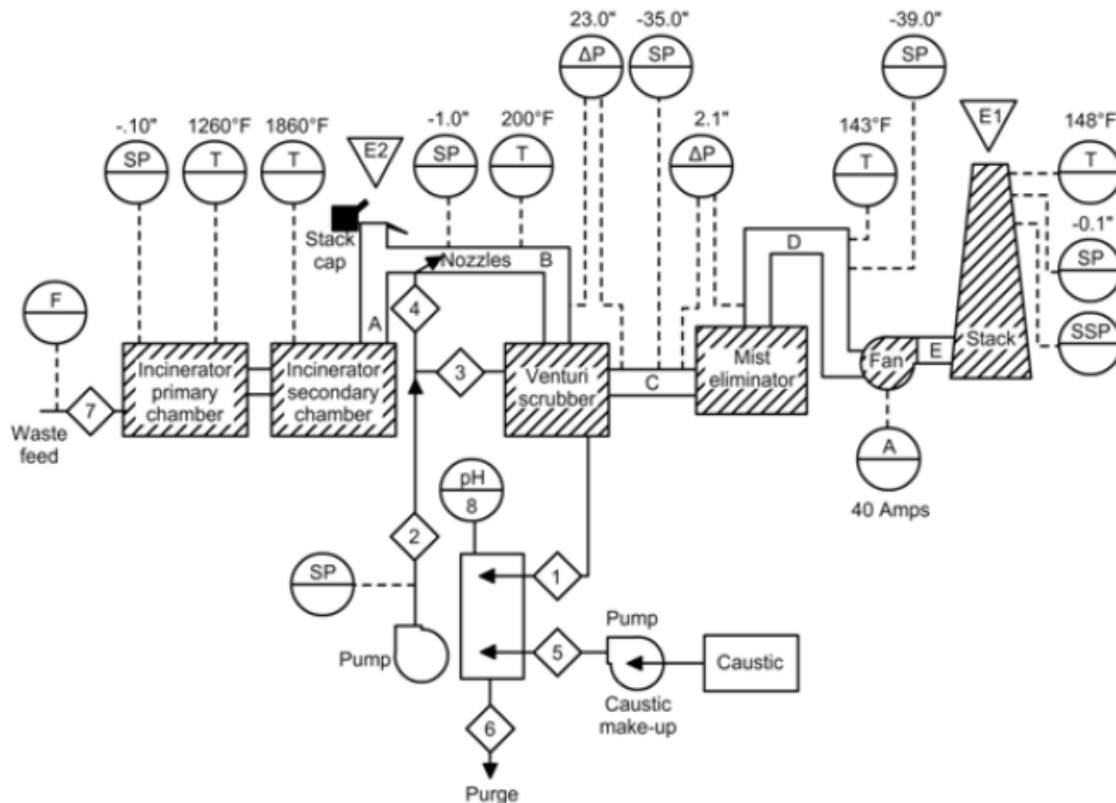 23.0"
-35.0"
-39.0"
ΔP
SP
SP
-.10"
1260°F
1860°F
-1.0"
200°F
2.1"
143°F
E1
148°F
SP
T
T
E2
SP
T
ΔP
T
T
Stack
cap
Nozzles
B
D
-0.1"
SP
F
4
A
SSP
7
Incinerator
primary
chamber
Incinerator
secondary
chamber
3
Venturi
scrubber
C
Mist
eliminator
Fan
E
Stack
Waste
feed
A
40 Amps
pH
8
2
SP
1
Pump
Pump
5
Caustic
Caustic
make-up
6
Purge